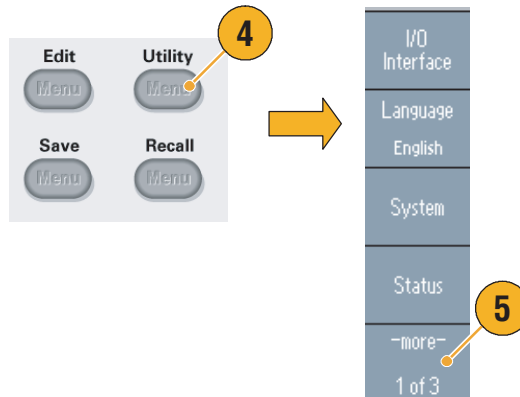 Edit Utility
4
Menu Menu
Save Recall
Menu Menu
I/O
Interface
Language
English
System
Status
-more-
5
1 of 3